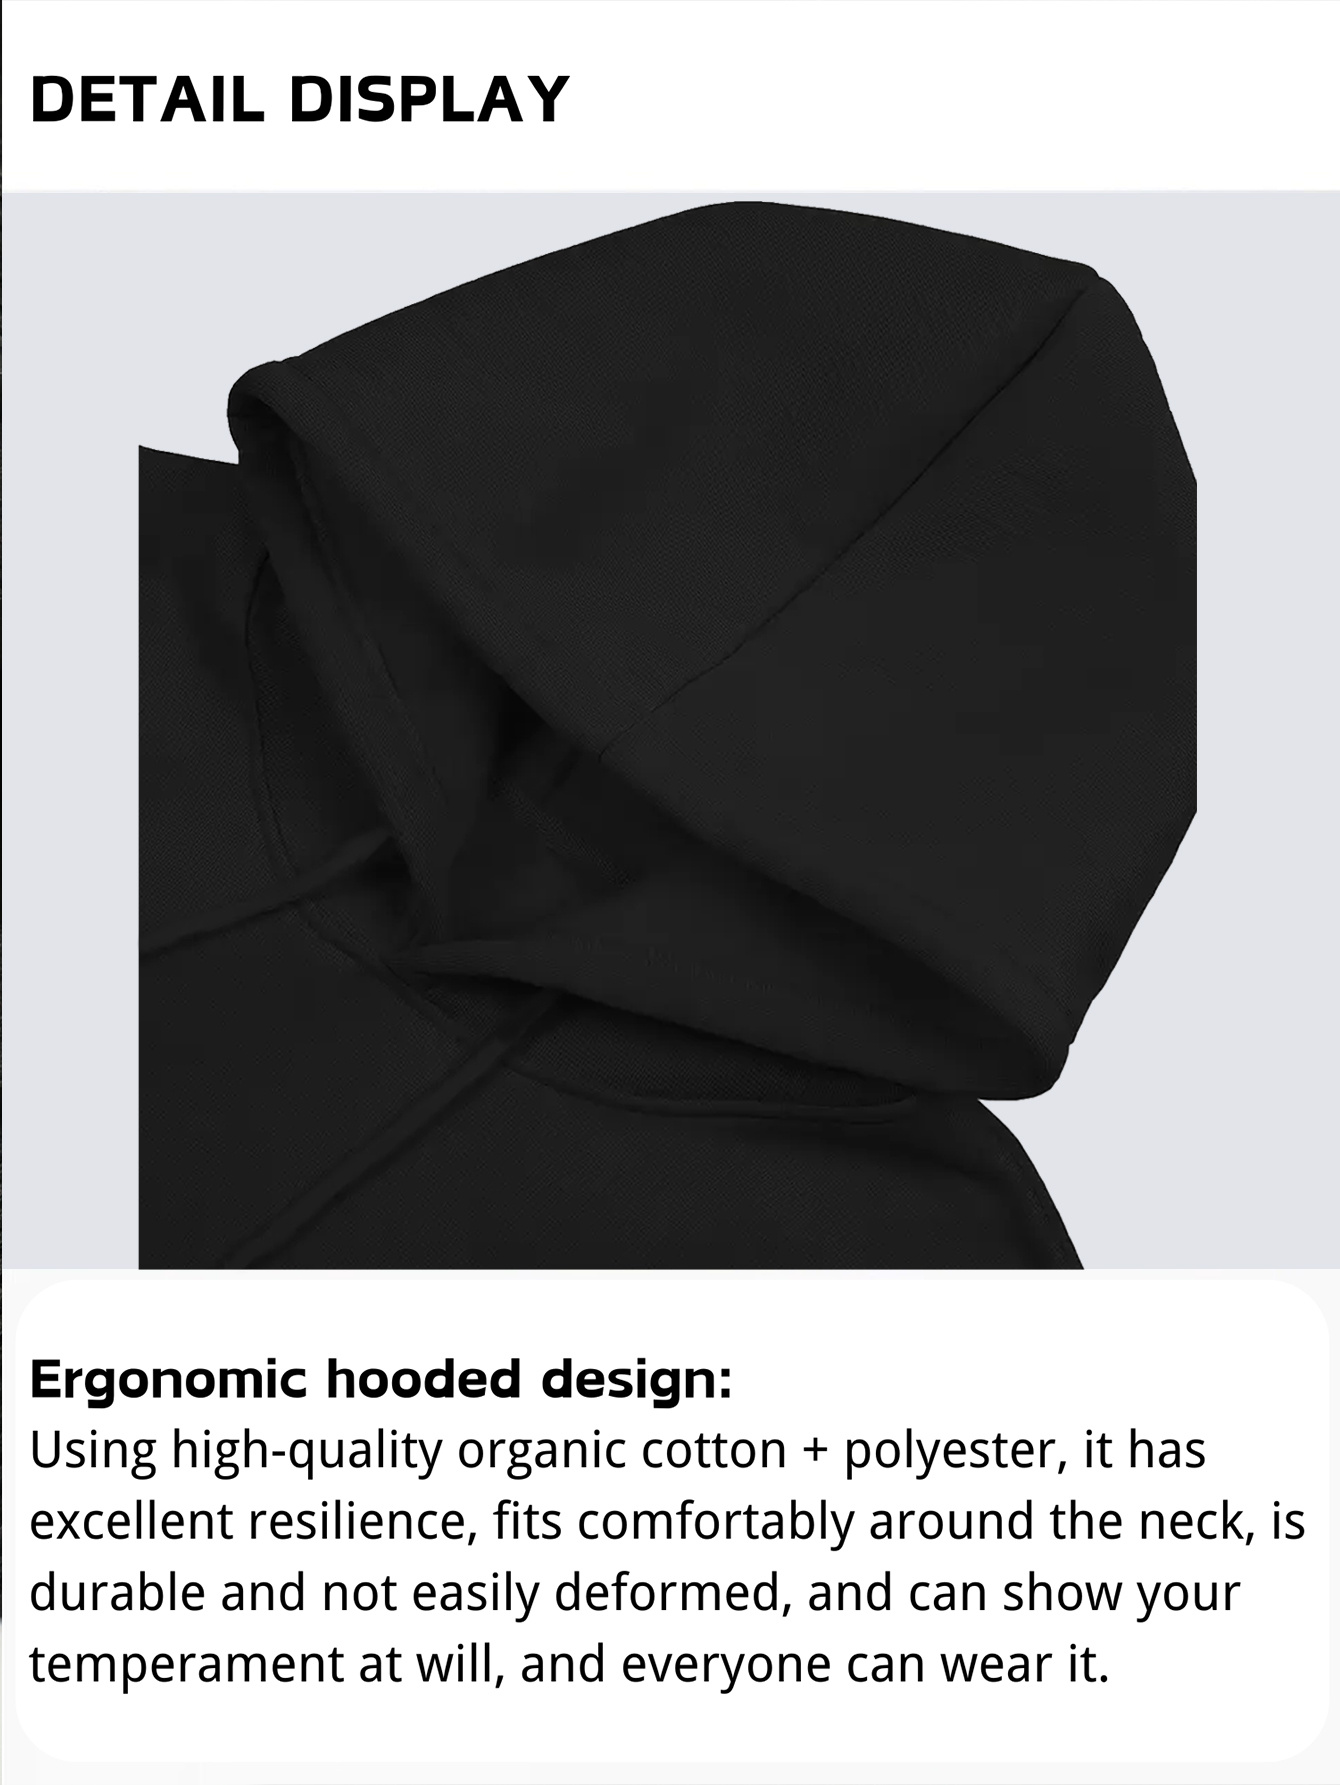 DETAIL DISPLAY
Ergonomic hooded design:
Using high-quality organic cotton + polyester, it has
excellent resilience, fits comfortably around the neck, is
durable and not easily deformed, and can show your
temperament at will, and everyone can wear it.